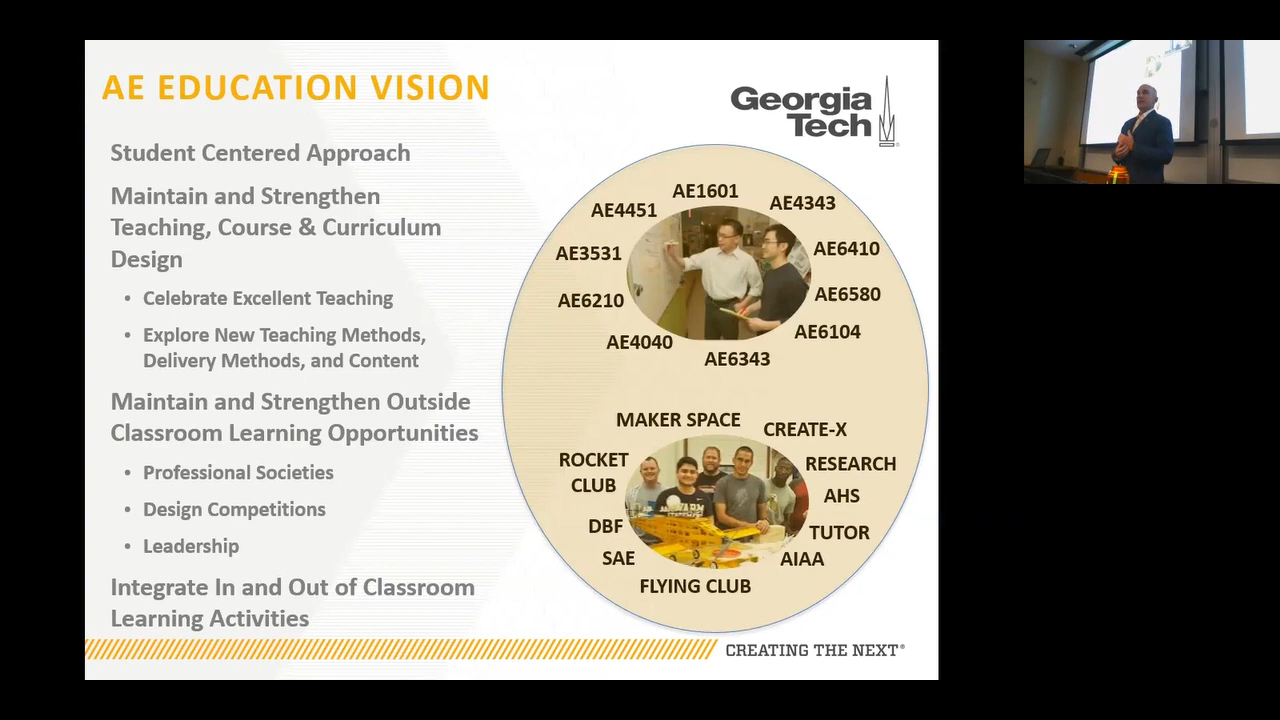 AE EDUCATION VISION
Georgia
Tech
Student Centered Approach
Maintain and Strengthen
Teaching, Course & Curriculum
Design
• Celebrate Excellent Teaching
• Explore New Teaching Methods,
Delivery Methods, and Content
Maintain and Strengthen Outside
Classroom Learning Opportunities
• Professional Societies
• Design Competitions
• Leadership
Integrate In and Out of Classroom
Learning Activities
AE1601
AE4451
AE4343
AE3531
AE6410
AE6210
AE6580
AE4040
AE6104
AE6343
MAKER SPACE
CREATE-X
ROCKET
CLUB
RESEARCH
AHS
DBF
TUTOR
SAE
AIAA
FLYING CLUB
CREATING THE NEXT®